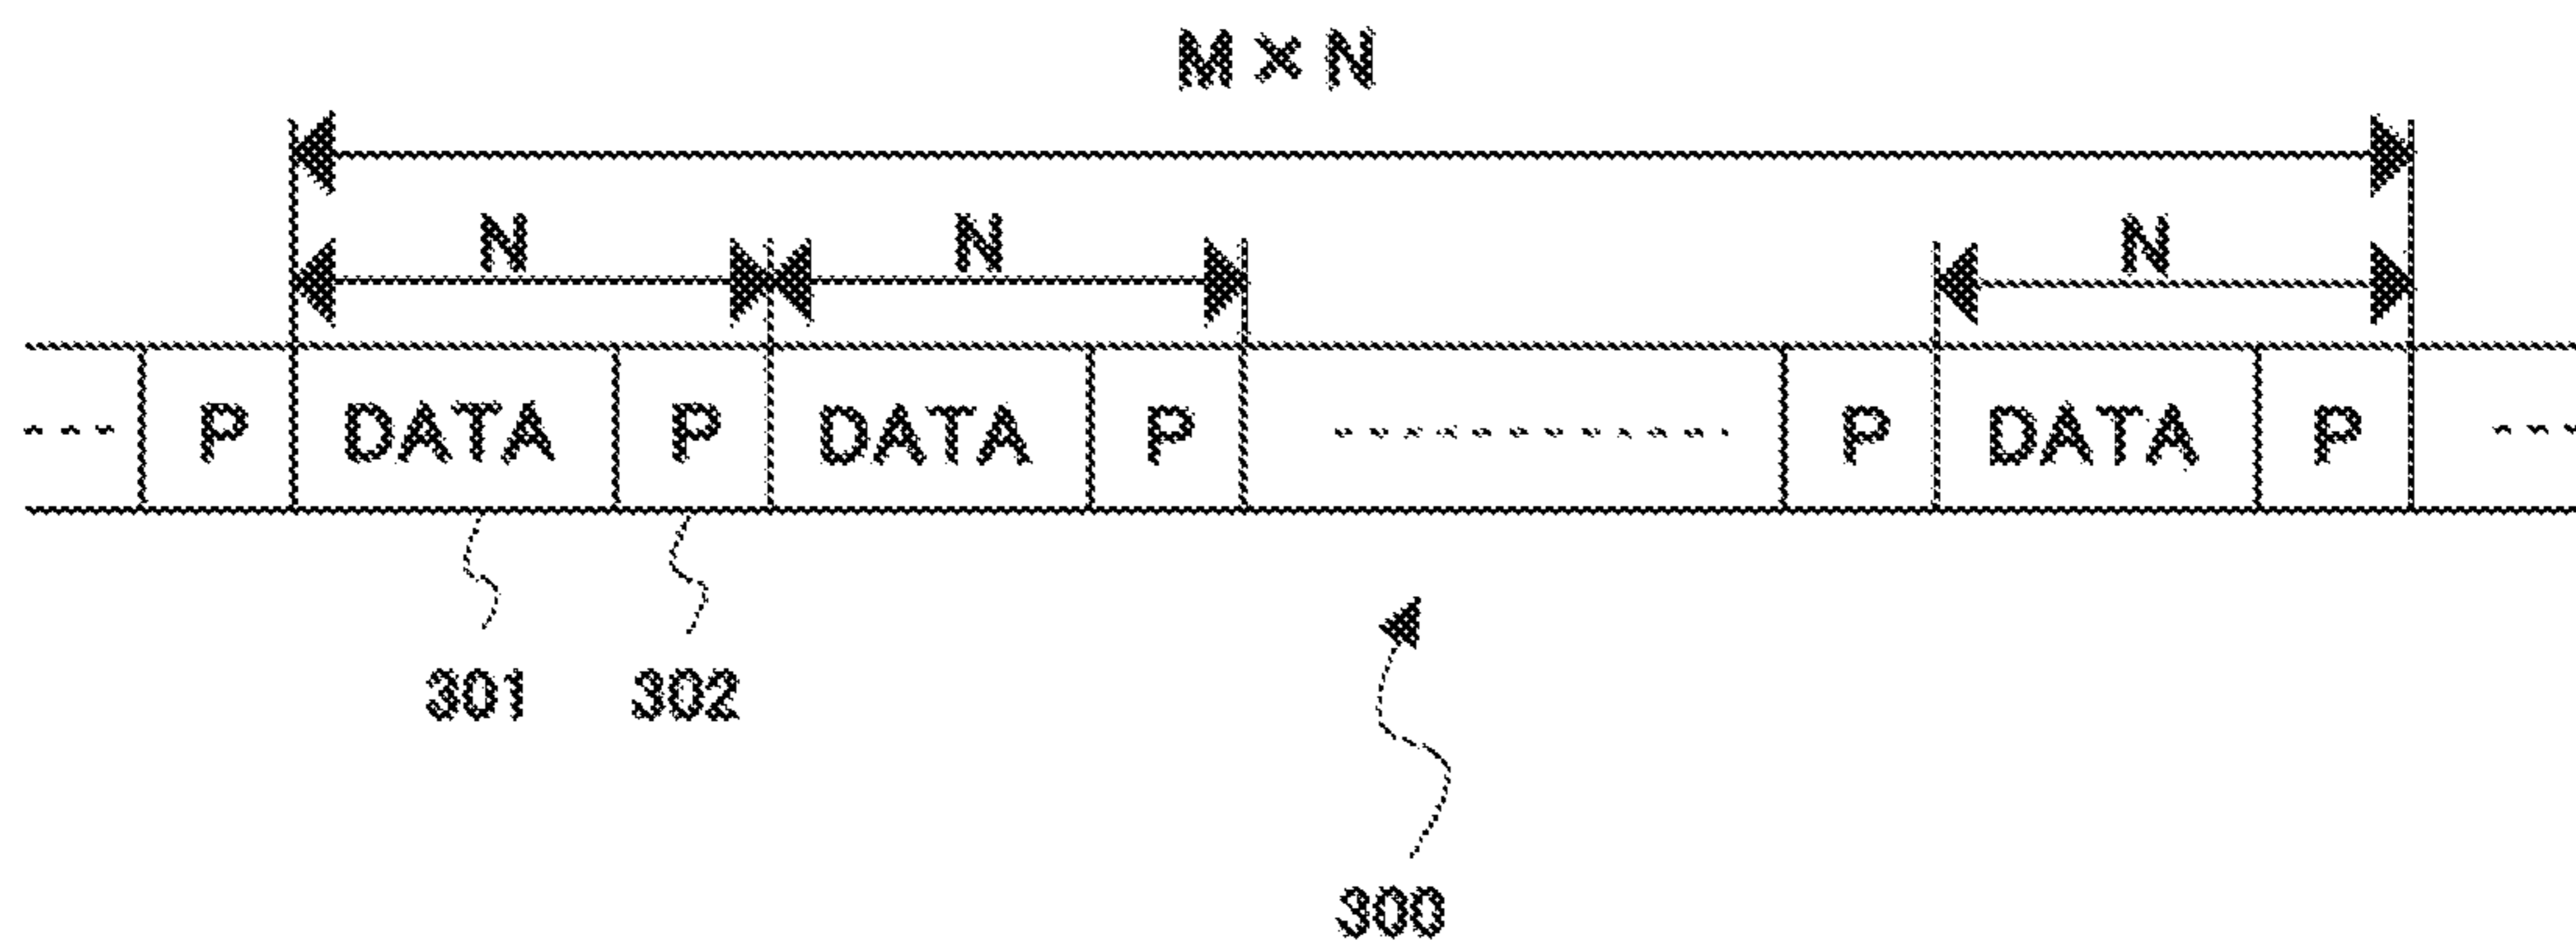 M × N
N N N
--- P DATA P DATA P ----------- P DATA P ---
301 302
300